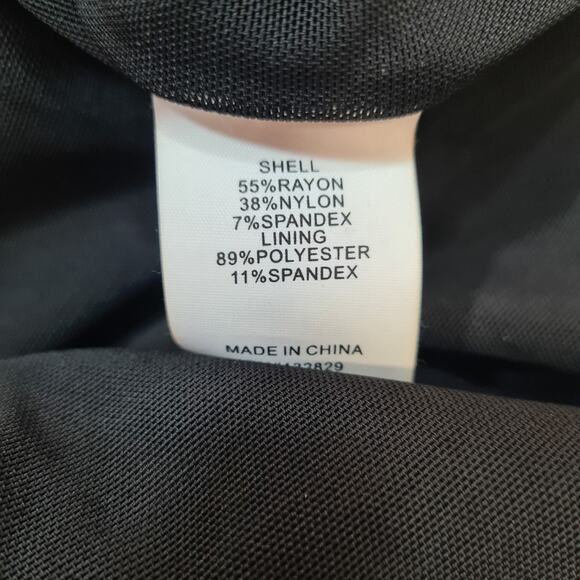 SHELL
55%RAYON
38%NYLON
7%SPANDEX
LINING
89%POLYESTER
11%SPANDEX
MADE IN CHINA